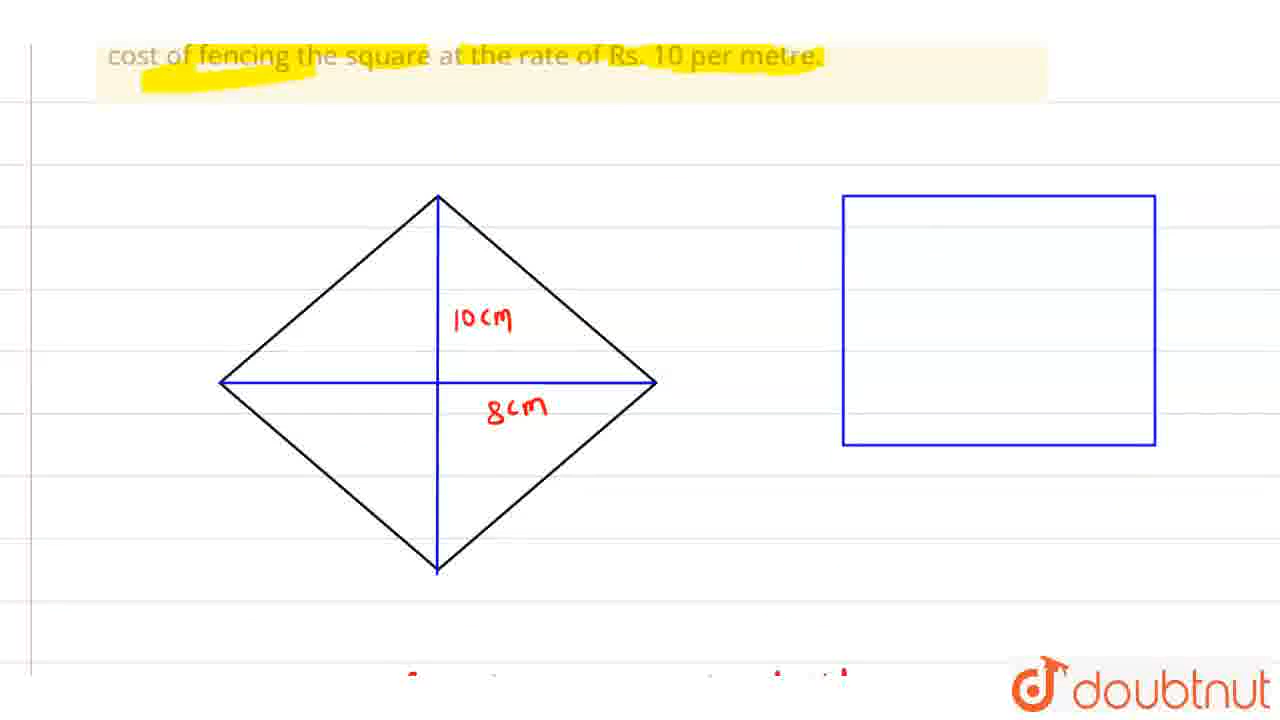 cost of fencing the square at the rate of Rs. 10 per metre.
10cm
8cm
doubtnut